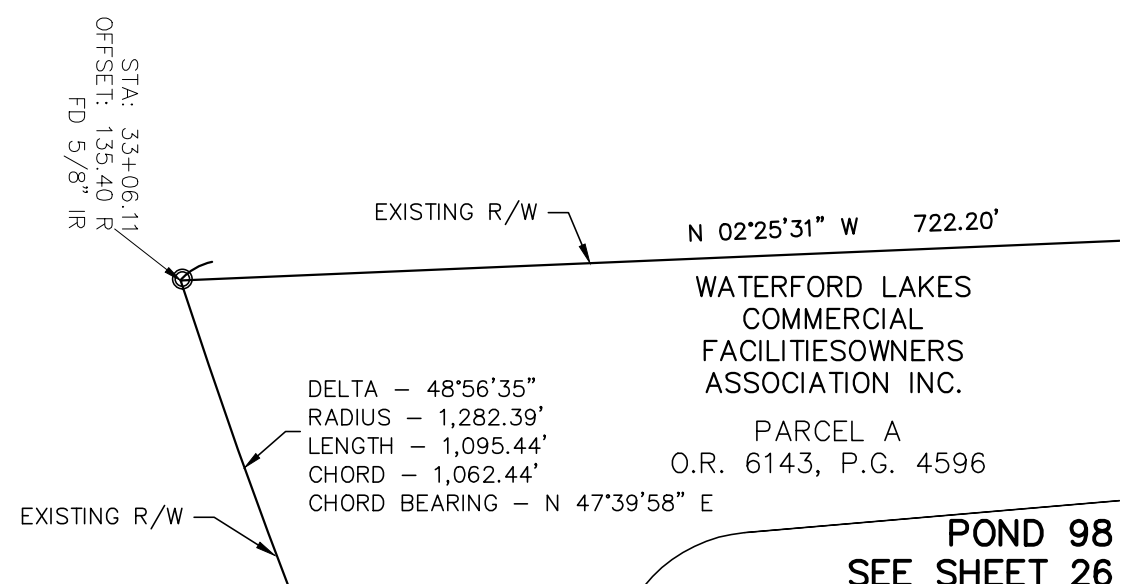 STA: 33+06.11
OFFSET: 135.40 R
FD 5/8" IR
EXISTING R/W
N 02°25'31" W 722.20'
WATERFORD LAKES
COMMERCIAL
FACILITIESOWNERS
ASSOCIATION INC.
PARCEL A
O.R. 6143, P.G. 4596
DELTA – 48°56'35"
RADIUS – 1,282.39'
LENGTH – 1,095.44'
CHORD – 1,062.44'
CHORD BEARING – N 47°39'58" E
EXISTING R/W
POND 98
SEE SHEET 26